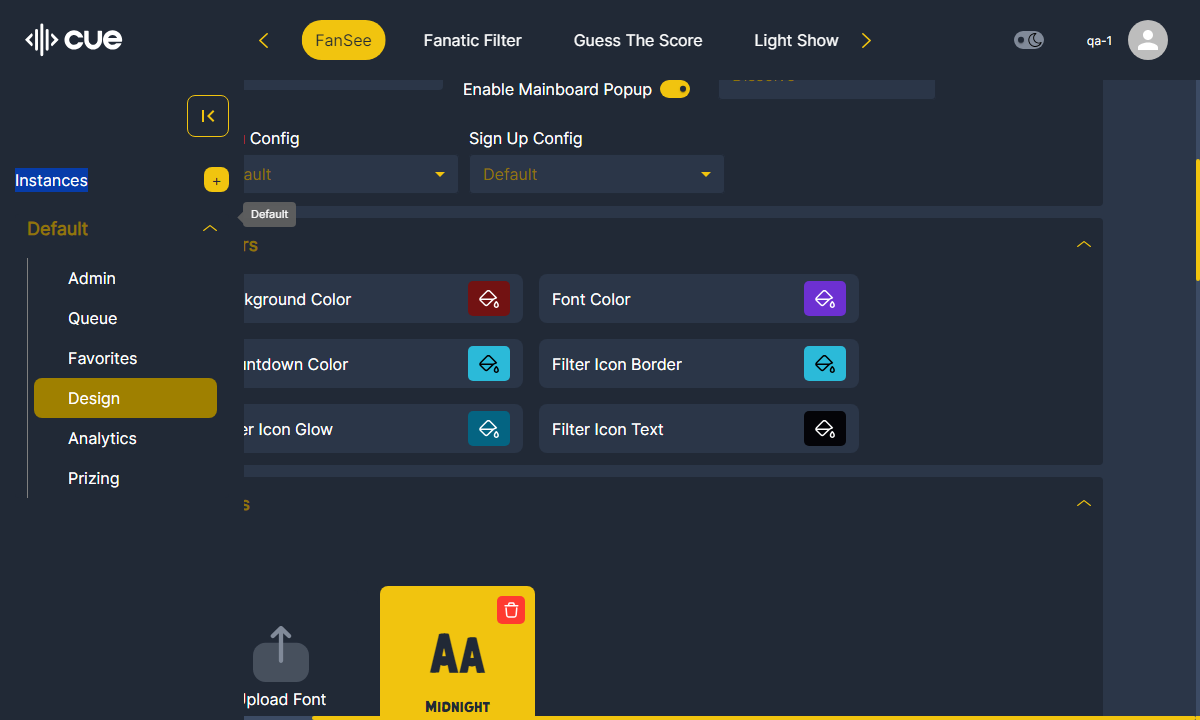 cue
FanSee
Fanatic Filter
Guess The Score
Light Show
qa-1
Enable Mainboard Popup
Config
Sign Up Config
Instances
+
ault
Default
Default
Default
rs
Admin
kground Color
Font Color
Queue
Favorites
untdown Color
Filter Icon Border
Design
Analytics
er Icon Glow
Filter Icon Text
Prizing
s
AA
pload Font
MIDNIGHT